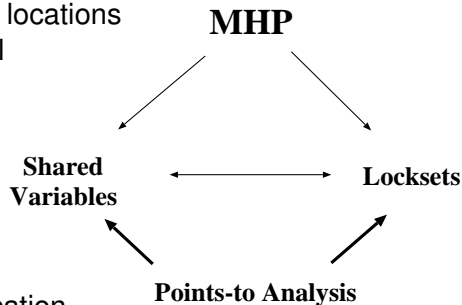 locations
MHP
Shared
Variables
Locksets
Points-to Analysis